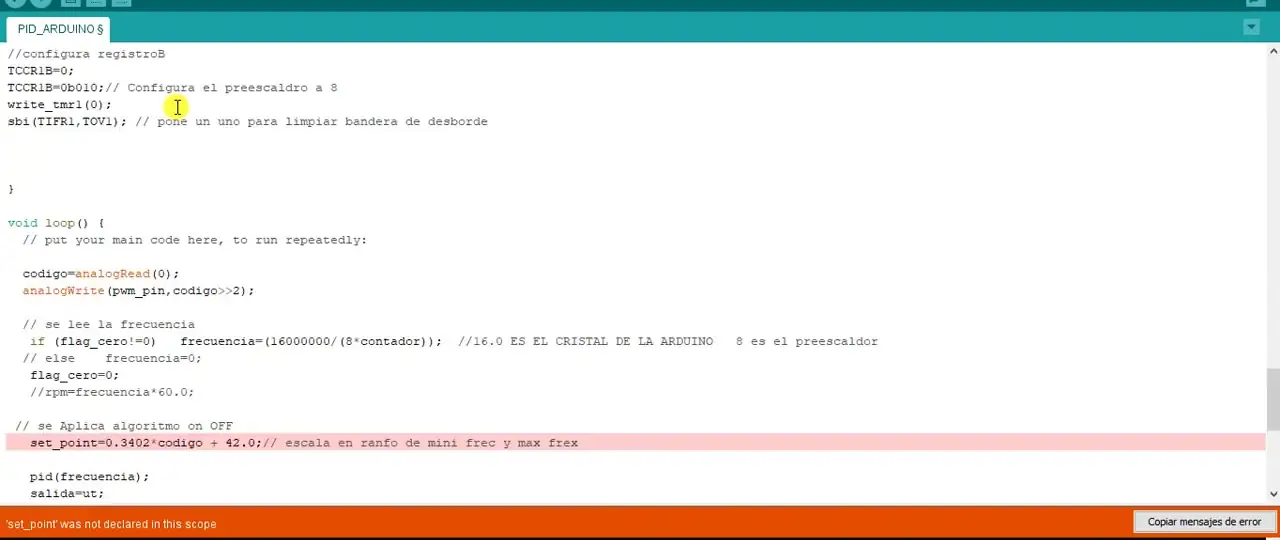 PID_ARDUINO §
//configura registroB
TCCR1B=0;
TCCR1B=0b010;// Configura el preescaldro a 8
write_tmr1(0);
sbi(TIFR1,TOV1); // pone un uno para limpiar bandera de desborde
}
void loop() {
// put your main code here, to run repeatedly:
codigo=analogRead(0);
analogWrite(pwm_pin,codigo>>2);
// se lee la frecuencia
if (flag_cero!=0) frecuencia=(16000000/(8*contador)); //16.0 ES EL CRISTAL DE LA ARDUINO 8 es el preescaldor
// else frecuencia=0;
flag_cero=0;
//rpm=frecuencia*60.0;
// se Aplica algoritmo on OFF
set_point=0.3402*codigo + 42.0;// escala en ranfo de mini frec y max frex
pid(frecuencia);
salida=ut;
'set_point' was not declared in this scope
Copiar mensajes de error